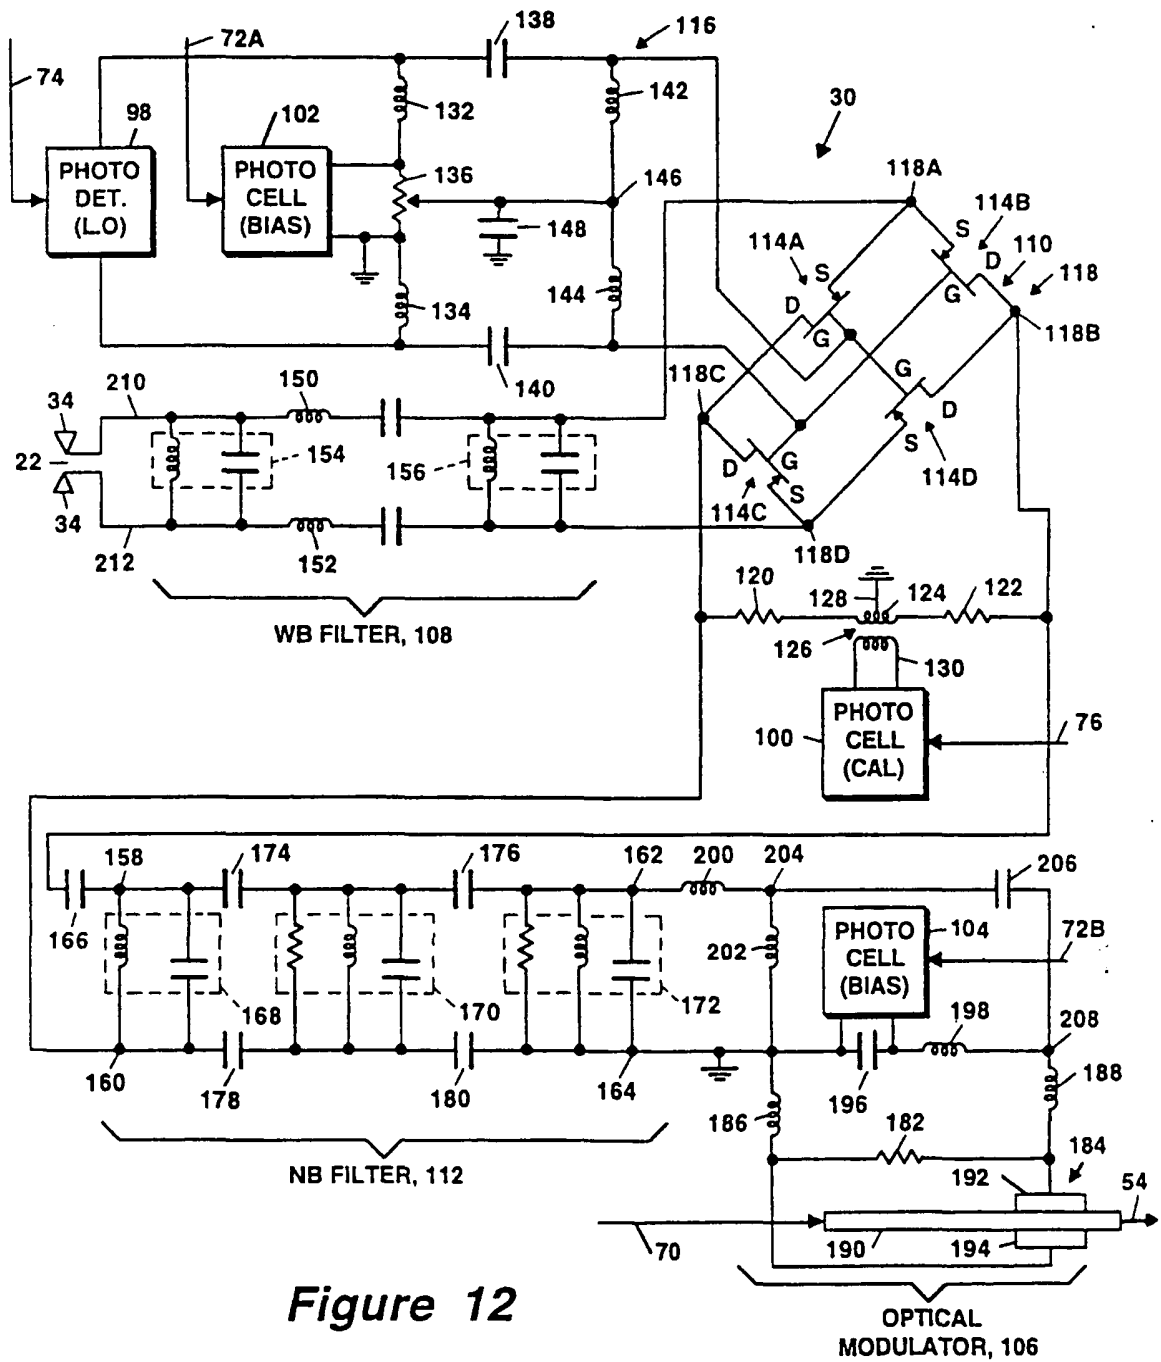 138
116
72A
74
142
30
98
102
132
PHOTO
DET.
(LO)
PHOTO
CELL
(BIAS)
136
146
118A
114B
S
148
114A
D
110
118
S
G
134
144
D
G
118B
118C
G
140
D
S
210
150
34
22
154
156
D
G
S
114D
34
114C
212
152
118D
120
128
124
122
WB FILTER, 108
126
130
PHOTO
CELL
(CAL)
100
76
158
174
176
162
200
204
206
166
202
PHOTO
CELL
(BIAS)
104
72B
168
170
172
198
208
160
178
180
164
196
188
186
182
184
NB FILTER, 112
192
54
70
190
194
Figure 12
OPTICAL
MODULATOR, 106